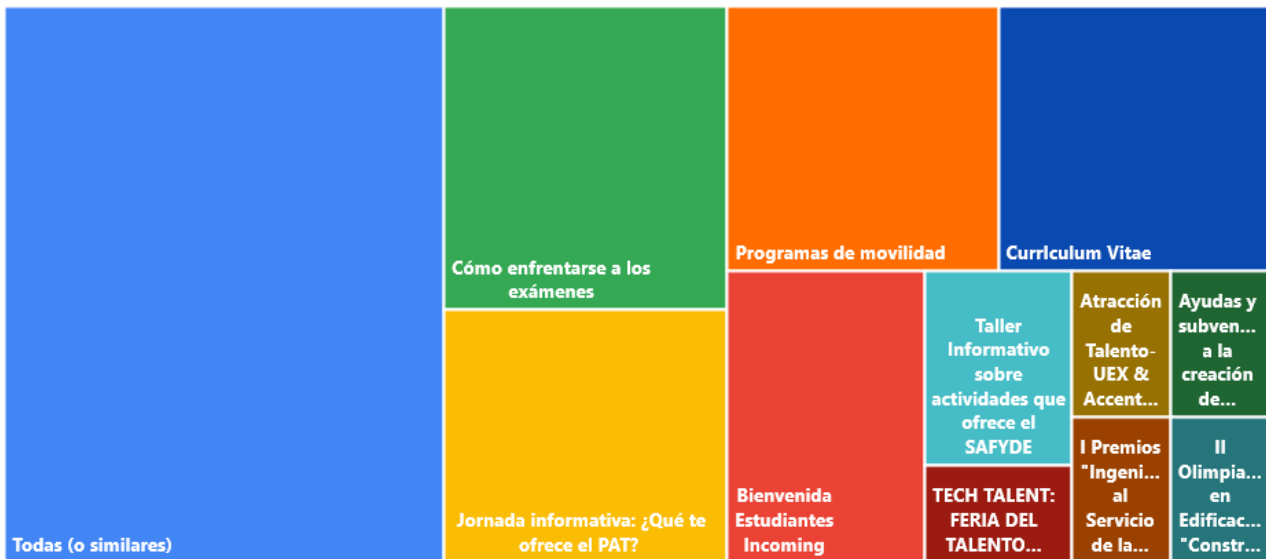 Todas (o similares)
Cómo enfrentarse a los
exámenes
Jornada informativa: ¿Qué te
ofrece el PAT?
Programas de movilidad
CurrIculum Vitae
Bienvenida
Estudiantes
Incoming
Taller
Informativo
sobre
actividades que
ofrece el
SAFYDE
TECH TALENT:
FERIA DEL
TALENTO...
Atracción
de
Talento-
UEX &
Accent...
Ayudas y
subven...
a la
creación
de...
I Premios
"Ingeni...
al
Servicio
de la...
II
Olimpia...
en
Edificac...
"Constr...